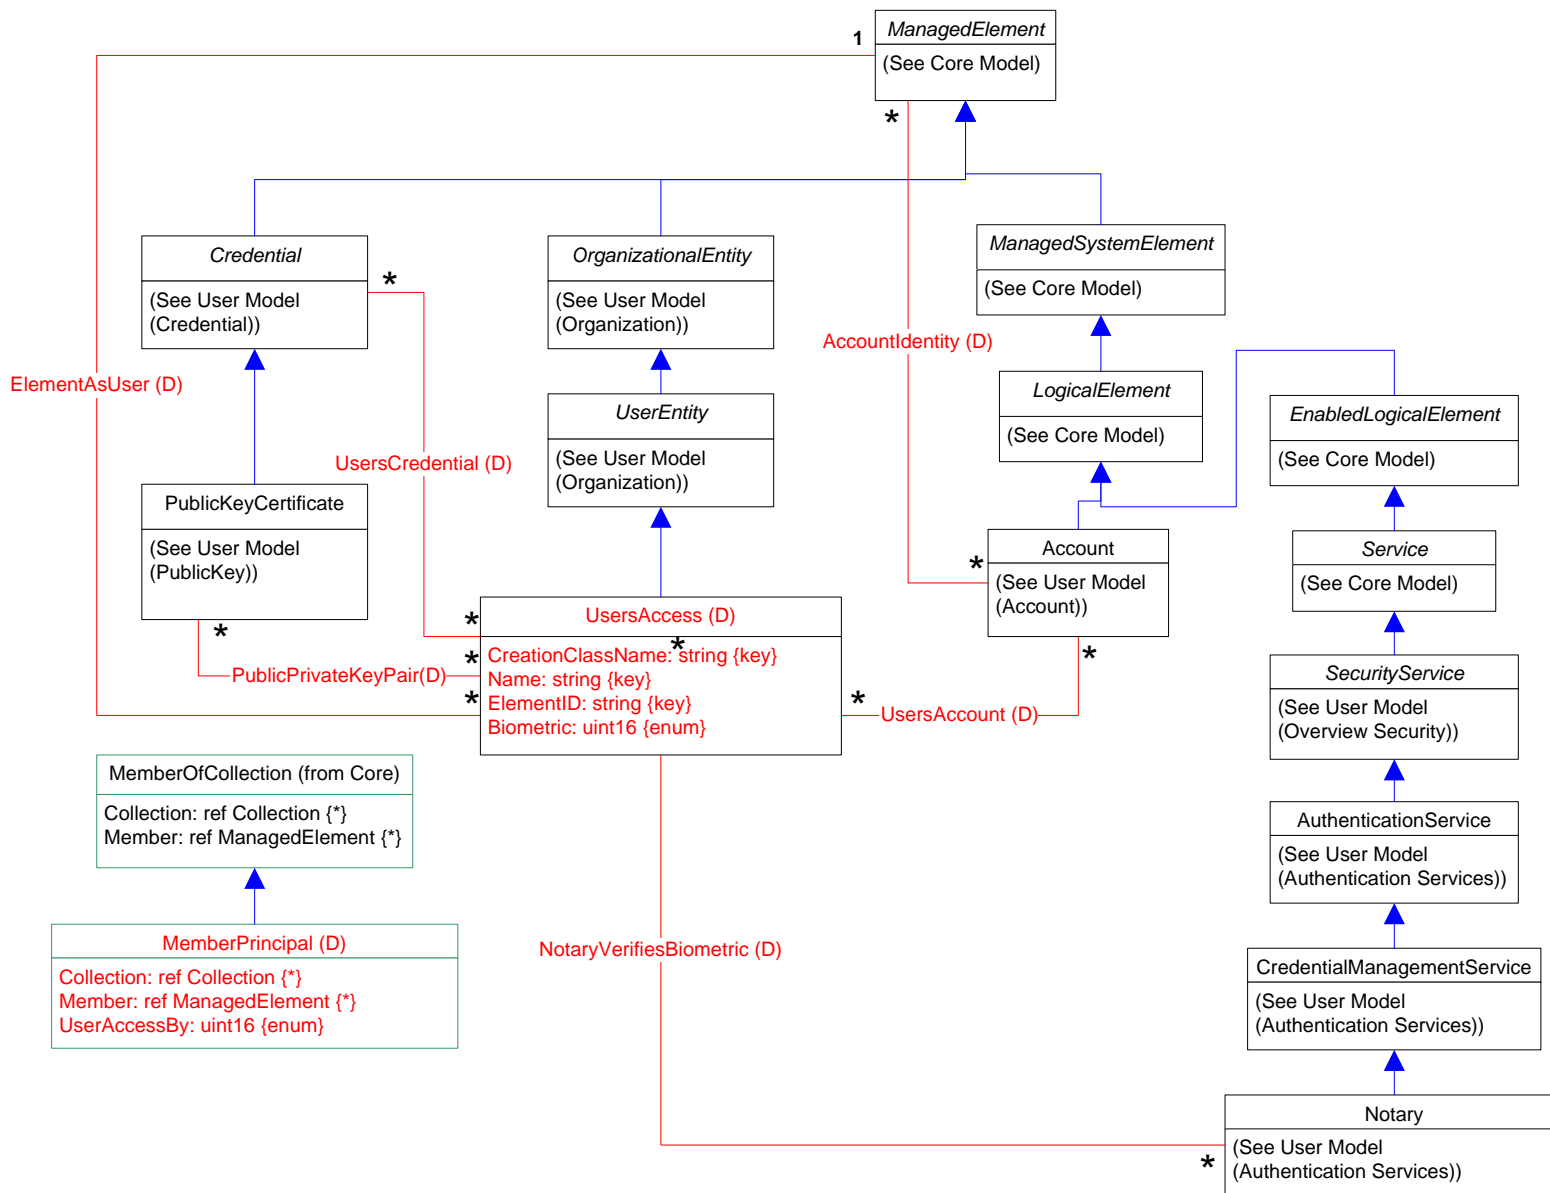 ManagedElement
1
(See Core Model)
*
Credential
(See User Model
(Credential))
*
OrganizationalEntity
(See User Model
(Organization))
ManagedSystemElement
(See Core Model)
AccountIdentity (D)
ElementAsUser (D)
LogicalElement
(See Core Model)
UserEntity
(See User Model
(Organization))
EnabledLogicalElement
(See Core Model)
UsersCredential (D)
PublicKeyCertificate
(See User Model
(PublicKey))
*
Account
(See User Model
(Account))
*
Service
(See Core Model)
*
UsersAccess (D)
*
CreationClassName: string {key}
Name: string {key}
ElementID: string {key}
Biometric: uint16 {enum}
*
*
PublicPrivateKeyPair(D)
*
*
*
UsersAccount (D)
SecurityService
(See User Model
(Overview Security))
MemberOfCollection (from Core)
Collection: ref Collection {*}
Member: ref ManagedElement {*}
AuthenticationService
(See User Model
(Authentication Services))
MemberPrincipal (D)
Collection: ref Collection {*}
Member: ref ManagedElement {*}
UserAccessBy: uint16 {enum}
NotaryVerifiesBiometric (D)
CredentialManagementService
(See User Model
(Authentication Services))
Notary
(See User Model
(Authentication Services))
*